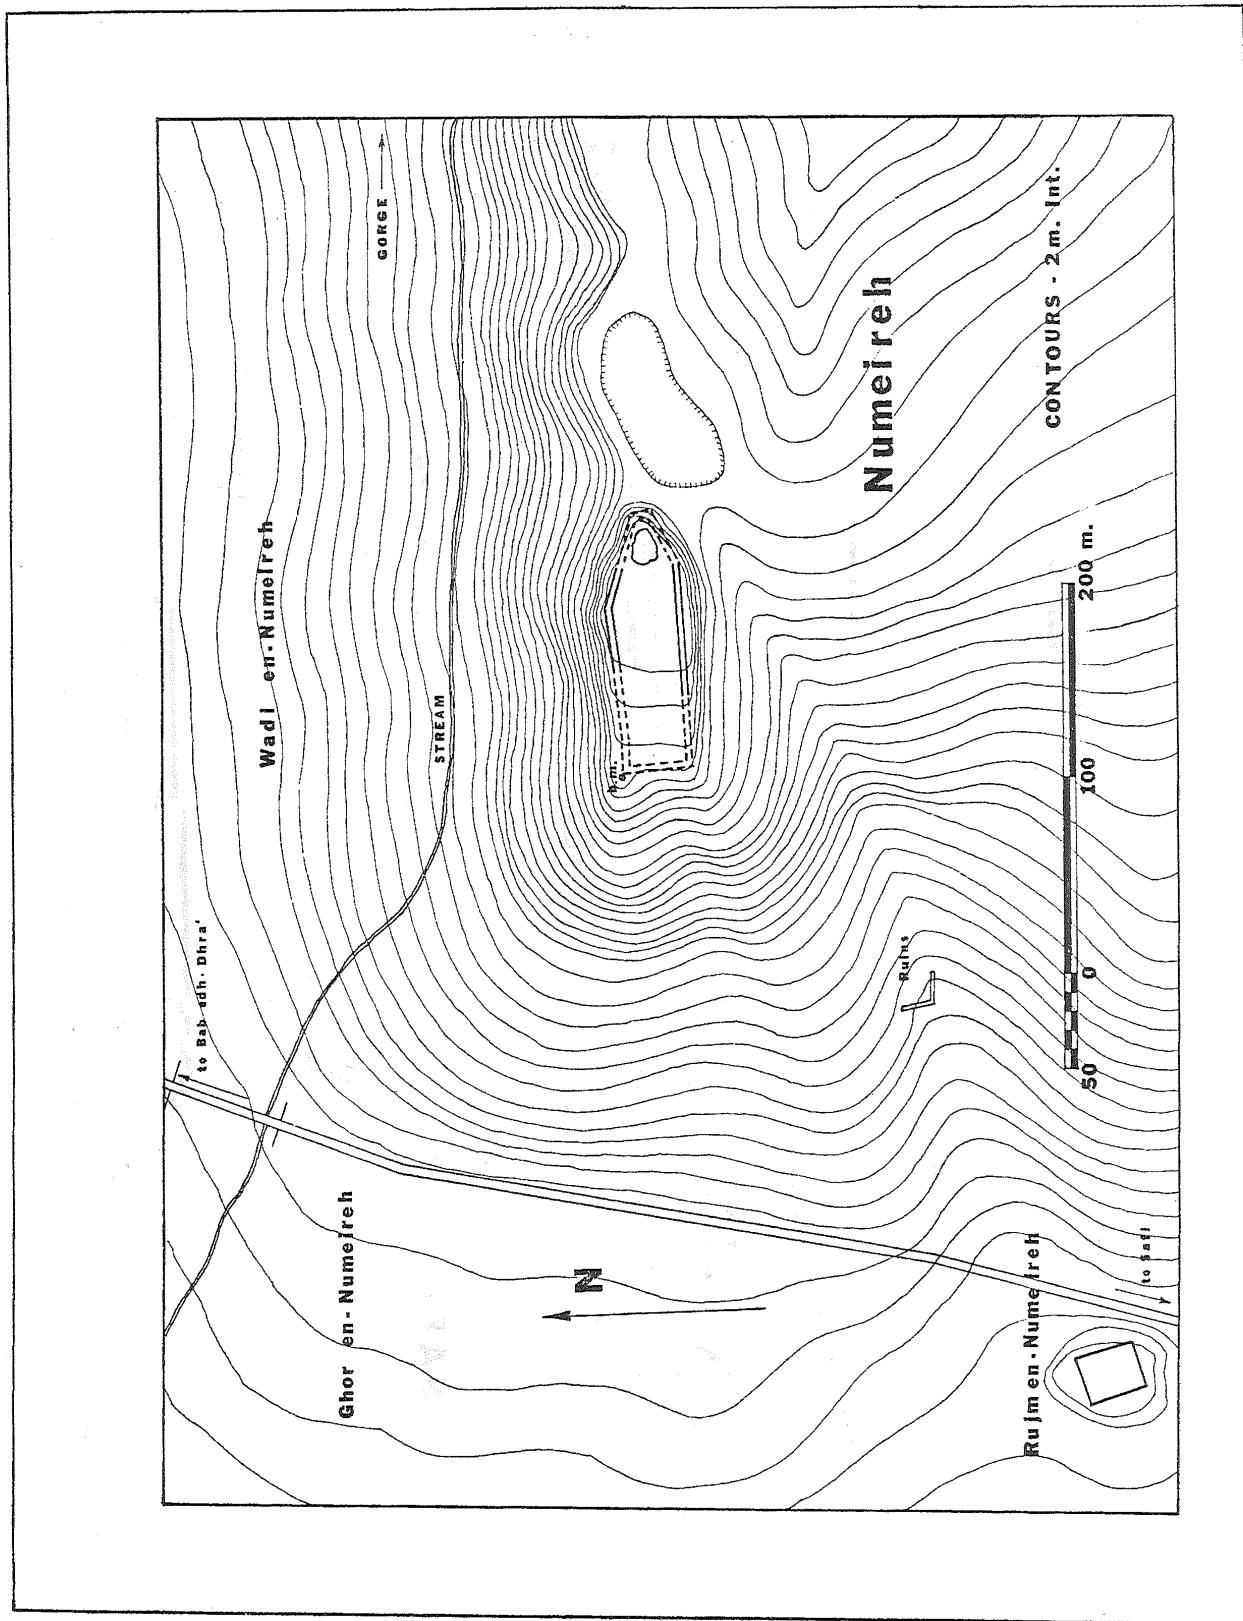 GORGE
Wadi en-Numeireh
STREAM
to Bab edh-Dhra'
Numeireh
CONTOURS - 2m. Int.
b.m.
Ruins
50 0 100 200 m.
Ghor en-Numeireh
N
Rujm en-Numeireh
to Safi